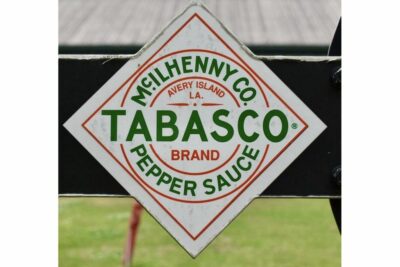 McILHENNY CO.
AVERY ISLAND
LA.
TABASCO®
BRAND
PEPPER SAUCE